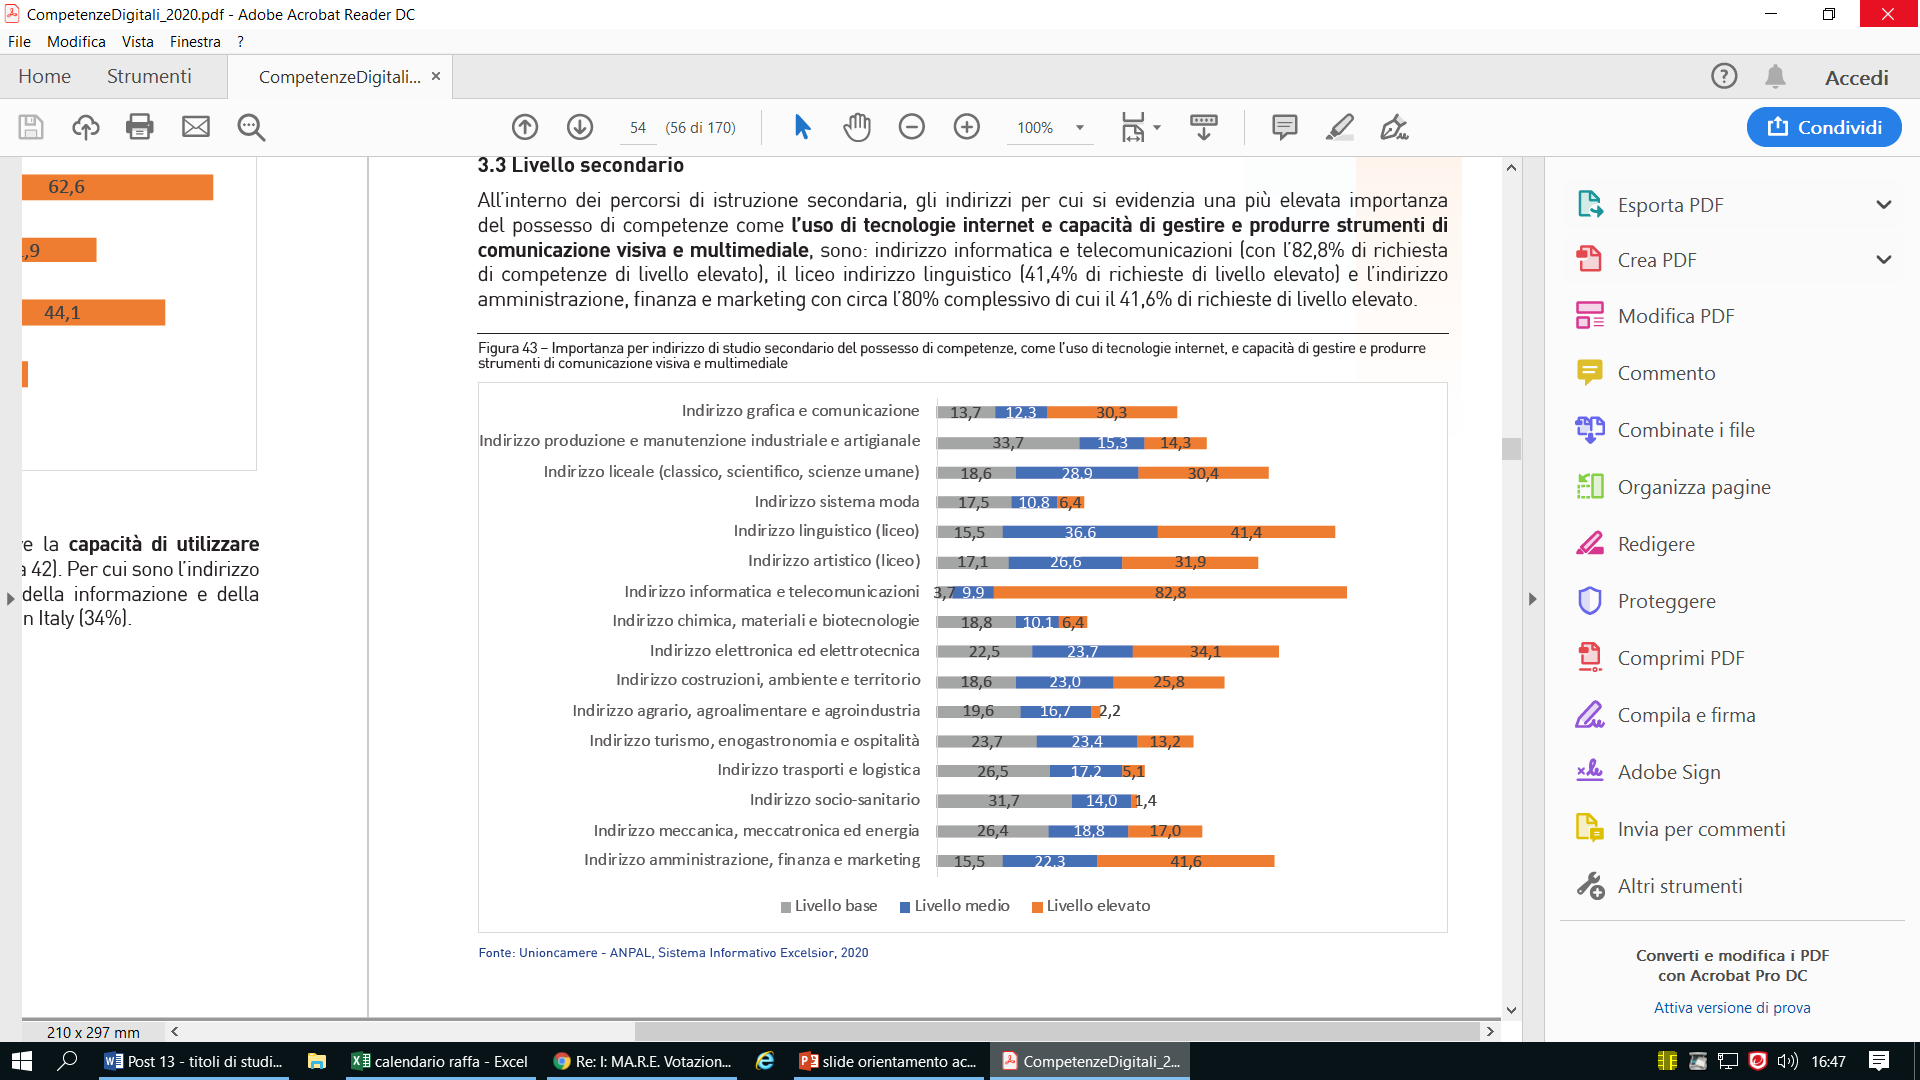 CompetenzeDigitali_2020.pdf - Adobe Acrobat Reader DC
File Modifica Vista Finestra ?
Home Strumenti CompetenzeDigitali... × Accedi
54 (56 di 170) 100% Condividi
62,6
,9
44,1
e la capacità di utilizzare
a 42). Per cui sono l'indirizzo
della informazione e della
n Italy (34%).
3.3 Livello secondario
All'interno dei percorsi di istruzione secondaria, gli indirizzi per cui si evidenzia una più elevata importanza
del possesso di competenze come l'uso di tecnologie internet e capacità di gestire e produrre strumenti di
comunicazione visiva e multimediale, sono: indirizzo informatica e telecomunicazioni (con l'82,8% di richiesta
di competenze di livello elevato), il liceo indirizzo linguistico (41,4% di richieste di livello elevato) e l'indirizzo
amministrazione, finanza e marketing con circa l'80% complessivo di cui il 41,6% di richieste di livello elevato.
Figura 43 – Importanza per indirizzo di studio secondario del possesso di competenze, come l'uso di tecnologie internet, e capacità di gestire e produrre
strumenti di comunicazione visiva e multimediale
Indirizzo grafica e comunicazione 13,7 12,3 30,3
Indirizzo produzione e manutenzione industriale e artigianale 33,7 15,3 14,3
Indirizzo liceale (classico, scientifico, scienze umane) 18,6 28,9 30,4
Indirizzo sistema moda 17,5 10,8 6,4
Indirizzo linguistico (liceo) 15,5 36,6 41,4
Indirizzo artistico (liceo) 17,1 26,6 31,9
Indirizzo informatica e telecomunicazioni 3,7 9,9 82,8
Indirizzo chimica, materiali e biotecnologie 18,8 10,1 6,4
Indirizzo elettronica ed elettrotecnica 22,5 23,7 34,1
Indirizzo costruzioni, ambiente e territorio 18,6 23,0 25,8
Indirizzo agrario, agroalimentare e agroindustria 19,6 16,7 2,2
Indirizzo turismo, enogastronomia e ospitalità 23,7 23,4 13,2
Indirizzo trasporti e logistica 26,5 17,2 5,1
Indirizzo socio-sanitario 31,7 14,0 1,4
Indirizzo meccanica, meccatronica ed energia 26,4 18,8 17,0
Indirizzo amministrazione, finanza e marketing 15,5 22,3 41,6
Livello base Livello medio Livello elevato
Fonte: Unioncamere - ANPAL, Sistema Informativo Excelsior, 2020
Esporta PDF
Crea PDF
Modifica PDF
Commento
Combinate i file
Organizza pagine
Redigere
Proteggere
Comprimi PDF
Compila e firma
Adobe Sign
Invia per commenti
Altri strumenti
Converti e modifica i PDF
con Acrobat Pro DC
Attiva versione di prova
210 x 297 mm
Post 13 - titoli di studi... calendario raffa - Excel Re: I: MA.R.E. Votazion... slide orientamento ac... CompetenzeDigitali_2... 16:47